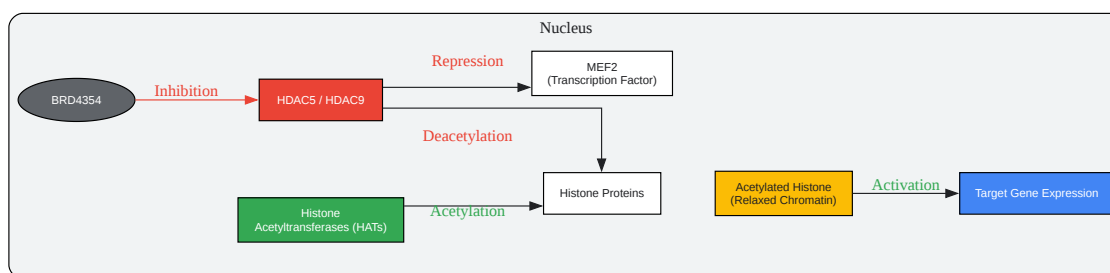 Nucleus
Repression
MEF2
(Transcription Factor)
BRD4354
Inhibition
HDAC5 / HDAC9
Deacetylation
Histone Proteins
Acetylated Histone
(Relaxed Chromatin)
Activation
Target Gene Expression
Histone
Acetyltransferases (HATs)
Acetylation